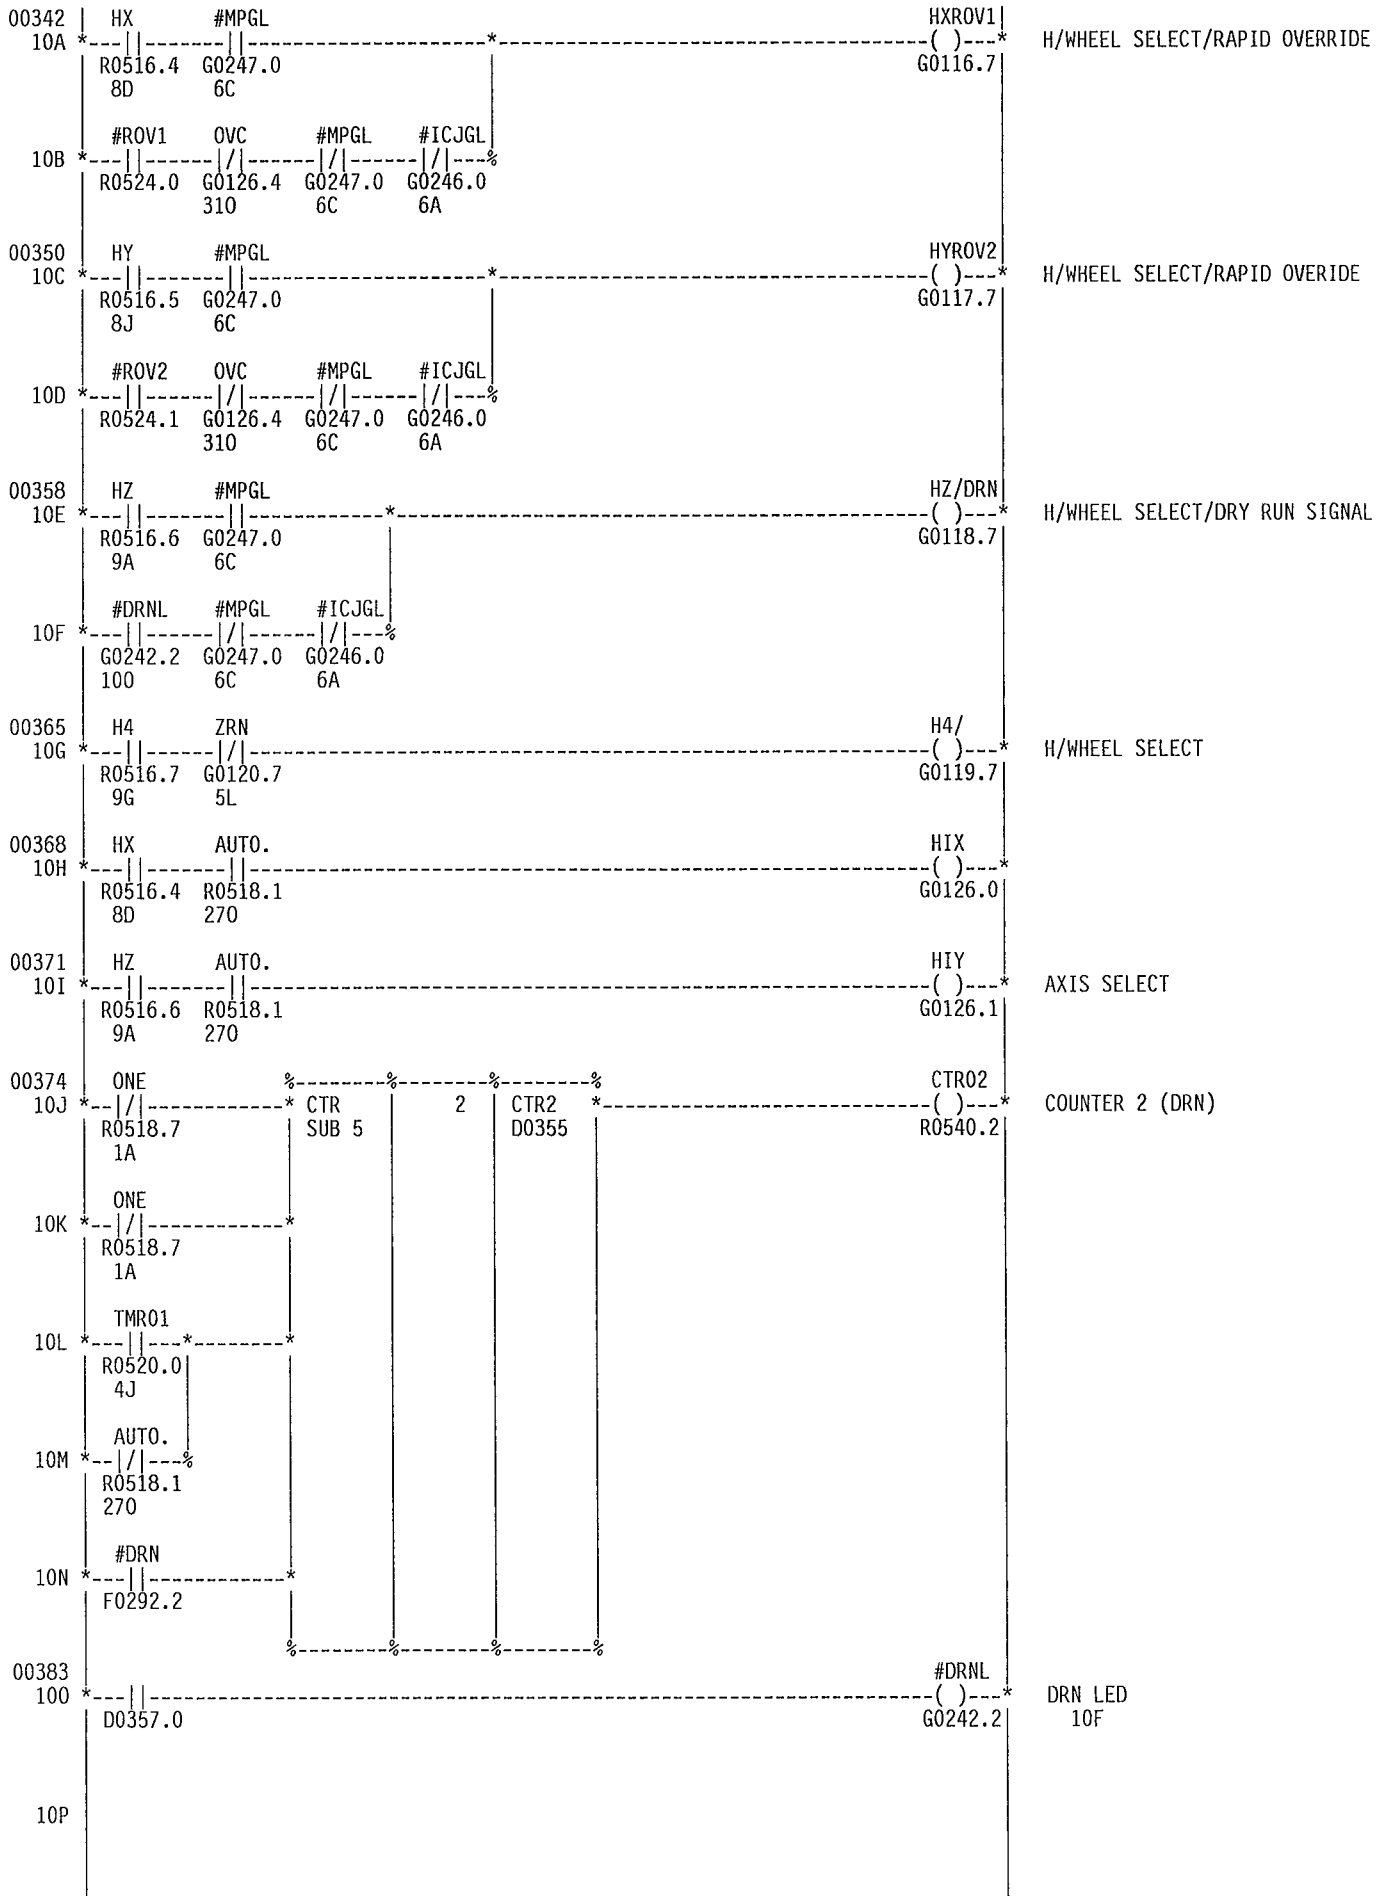 00342 HX #MPGL HXROV1
10A *---||-------||-----------------------*------------------------------------------( )---* H/WHEEL SELECT/RAPID OVERRIDE
R0516.4 G0247.0 G0116.7
8D 6C
#ROV1 OVC #MPGL #ICJGL
10B *---||------|/|-------|/|------|/|---%
R0524.0 G0126.4 G0247.0 G0246.0
310 6C 6A
00350 HY #MPGL HYROV2
10C *---||-------||-----------------------*------------------------------------------( )---* H/WHEEL SELECT/RAPID OVERIDE
R0516.5 G0247.0 G0117.7
8J 6C
#ROV2 OVC #MPGL #ICJGL
10D *---||------|/|-------|/|------|/|---%
R0524.1 G0126.4 G0247.0 G0246.0
310 6C 6A
00358 HZ #MPGL HZ/DRN
10E *---||-------||-------------*----------------------------------------------------( )---* H/WHEEL SELECT/DRY RUN SIGNAL
R0516.6 G0247.0 G0118.7
9A 6C
#DRNL #MPGL #ICJGL
10F *---||------|/|-------|/|---%
G0242.2 G0247.0 G0246.0
100 6C 6A
00365 H4 ZRN H4/
10G *---||------|/|------------------------------------------------------------------( )---* H/WHEEL SELECT
R0516.7 G0120.7 G0119.7
9G 5L
00368 HX AUTO. HIX
10H *---||-------||------------------------------------------------------------------( )---*
R0516.4 R0518.1 G0126.0
8D 270
00371 HZ AUTO. HIY
10I *---||-------||------------------------------------------------------------------( )---* AXIS SELECT
R0516.6 R0518.1 G0126.1
9A 270
00374 ONE %---------%---------%---------% CTR02
10J *--|/|--------------* CTR 2 CTR2 *--------------------------------( )---* COUNTER 2 (DRN)
R0518.7 SUB 5 D0355 R0540.2
1A
ONE
10K *--|/|--------------*
R0518.7
1A
TMR01
10L *---||---*---------*
R0520.0
4J
AUTO.
10M *--|/|---%
R0518.1
270
#DRN
10N *---||--------------*
F0292.2
%---------%---------%---------%
00383 #DRNL
100 *---||---------------------------------------------------------------------------( )---* DRN LED
D0357.0 G0242.2 10F
10P